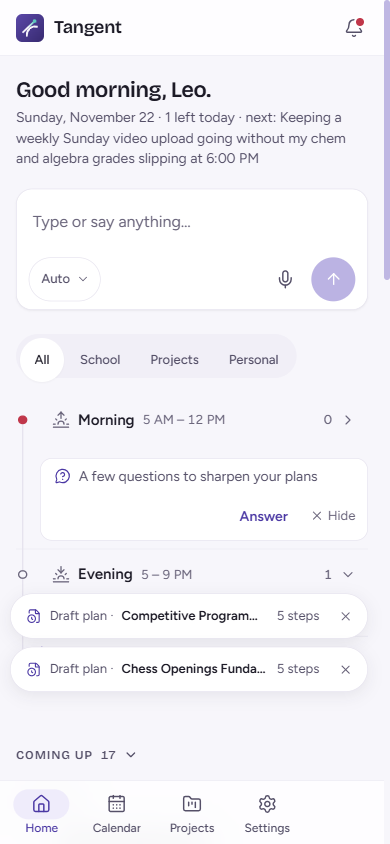 Tangent
Good morning, Leo.
Sunday, November 22 · 1 left today · next: Keeping a
weekly Sunday video upload going without my chem
and algebra grades slipping at 6:00 PM
Type or say anything...
Auto
All School Projects Personal
Morning 5 AM – 12 PM 0
A few questions to sharpen your plans
Answer Hide
Evening 5 – 9 PM 1
Draft plan · Competitive Program... 5 steps
Draft plan · Chess Openings Funda... 5 steps
COMING UP 17
Home Calendar Projects Settings